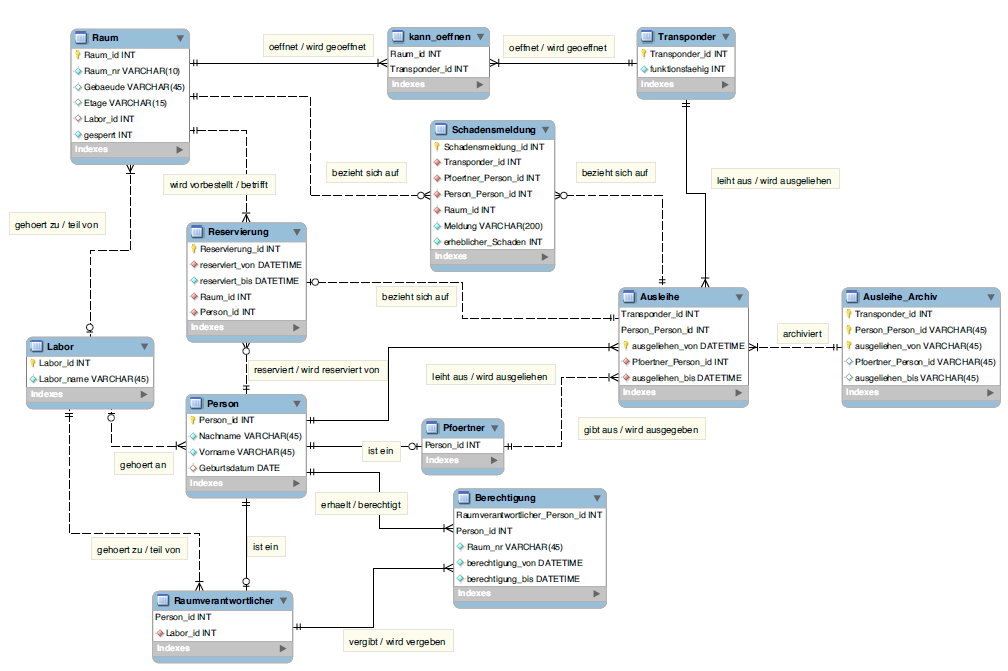 Raum
Raum_id INT
Raum_nr VARCHAR(10)
Gebaeude VARCHAR(45)
Etage VARCHAR(15)
Labor_id INT
gesperrt INT
Indexes
oeffnet / wird geoeffnet
kann_oeffnen
Raum_id INT
Transponder_id INT
Indexes
oeffnet / wird geoeffnet
Transponder
Transponder_id INT
funktionsfaehig INT
Indexes
Schadensmeldung
Schadensmeldung_id INT
Transponder_id INT
Pfoertner_Person_id INT
Person_Person_id INT
Raum_id INT
Meldung VARCHAR(200)
erheblicher_Schaden INT
Indexes
bezieht sich auf
bezieht sich auf
leiht aus / wird ausgeliehen
wird vorbestellt / betrifft
gehoert zu / teil von
Reservierung
Reservierung_id INT
reserviert_von DATETIME
reserviert_bis DATETIME
Raum_id INT
Person_id INT
Indexes
bezieht sich auf
Ausleihe
Transponder_id INT
Person_Person_id INT
ausgeliehen_von DATETIME
Pfoertner_Person_id INT
ausgeliehen_bis DATETIME
Indexes
archiviert
Ausleihe_Archiv
Transponder_id INT
Person_Person_id VARCHAR(45)
ausgeliehen_von VARCHAR(45)
Pfoertner_Person_id VARCHAR(45)
ausgeliehen_bis VARCHAR(45)
Indexes
Labor
Labor_id INT
Labor_name VARCHAR(45)
Indexes
reserviert / wird reserviert von
leiht aus / wird ausgeliehen
Person
Person_id INT
Nachname VARCHAR(45)
Vorname VARCHAR(45)
Geburtsdatum DATE
Indexes
Pfoertner
Person_id INT
Indexes
gibt aus / wird ausgegeben
ist ein
gehoert an
erhaelt / berechtigt
Berechtigung
Raumverantwortlicher_Person_id INT
Person_id INT
Raum_nr VARCHAR(45)
berechtigung_von DATETIME
berechtigung_bis DATETIME
Indexes
gehoert zu / teil von
ist ein
Raumverantwortlicher
Person_id INT
Labor_id INT
Indexes
vergibt / wird vergeben